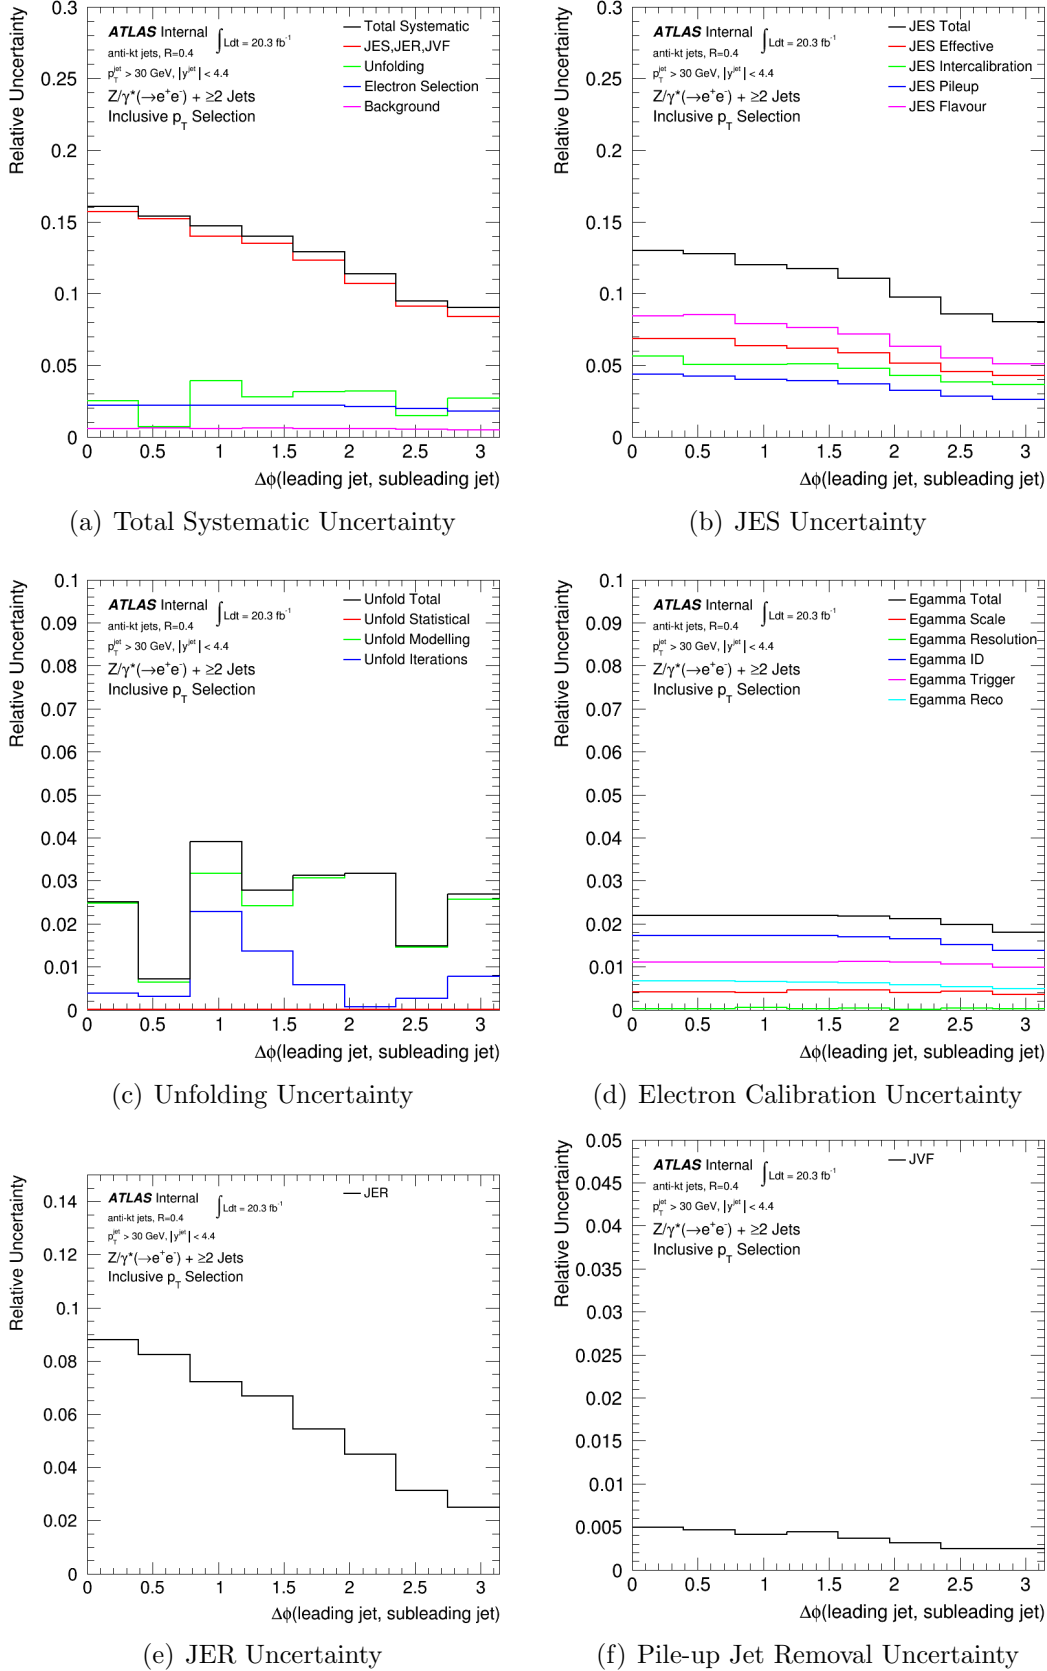 Relative Uncertainty
0.3
0.25
0.2
0.15
0.1
0.05
0
ATLAS Internal ∫Ldt = 20.3 fb⁻¹
anti-kt jets, R=0.4
p_T^jet > 30 GeV, |y^jet| < 4.4
Z/γ*(→e⁺e⁻) + ≥2 Jets
Inclusive p_T Selection
Total Systematic
JES,JER,JVF
Unfolding
Electron Selection
Background
0 0.5 1 1.5 2 2.5 3
Δϕ(leading jet, subleading jet)
(a) Total Systematic Uncertainty
Relative Uncertainty
0.3
0.25
0.2
0.15
0.1
0.05
0
ATLAS Internal ∫Ldt = 20.3 fb⁻¹
anti-kt jets, R=0.4
p_T^jet > 30 GeV, |y^jet| < 4.4
Z/γ*(→e⁺e⁻) + ≥2 Jets
Inclusive p_T Selection
JES Total
JES Effective
JES Intercalibration
JES Pileup
JES Flavour
0 0.5 1 1.5 2 2.5 3
Δϕ(leading jet, subleading jet)
(b) JES Uncertainty
Relative Uncertainty
0.1
0.09
0.08
0.07
0.06
0.05
0.04
0.03
0.02
0.01
0
ATLAS Internal ∫Ldt = 20.3 fb⁻¹
anti-kt jets, R=0.4
p_T^jet > 30 GeV, |y^jet| < 4.4
Z/γ*(→e⁺e⁻) + ≥2 Jets
Inclusive p_T Selection
Unfold Total
Unfold Statistical
Unfold Modelling
Unfold Iterations
0 0.5 1 1.5 2 2.5 3
Δϕ(leading jet, subleading jet)
(c) Unfolding Uncertainty
Relative Uncertainty
0.1
0.09
0.08
0.07
0.06
0.05
0.04
0.03
0.02
0.01
0
ATLAS Internal ∫Ldt = 20.3 fb⁻¹
anti-kt jets, R=0.4
p_T^jet > 30 GeV, |y^jet| < 4.4
Z/γ*(→e⁺e⁻) + ≥2 Jets
Inclusive p_T Selection
Egamma Total
Egamma Scale
Egamma Resolution
Egamma ID
Egamma Trigger
Egamma Reco
0 0.5 1 1.5 2 2.5 3
Δϕ(leading jet, subleading jet)
(d) Electron Calibration Uncertainty
Relative Uncertainty
0.14
0.12
0.1
0.08
0.06
0.04
0.02
0
ATLAS Internal ∫Ldt = 20.3 fb⁻¹
anti-kt jets, R=0.4
p_T^jet > 30 GeV, |y^jet| < 4.4
Z/γ*(→e⁺e⁻) + ≥2 Jets
Inclusive p_T Selection
JER
0 0.5 1 1.5 2 2.5 3
Δϕ(leading jet, subleading jet)
(e) JER Uncertainty
Relative Uncertainty
0.05
0.045
0.04
0.035
0.03
0.025
0.02
0.015
0.01
0.005
0
ATLAS Internal ∫Ldt = 20.3 fb⁻¹
anti-kt jets, R=0.4
p_T^jet > 30 GeV, |y^jet| < 4.4
Z/γ*(→e⁺e⁻) + ≥2 Jets
Inclusive p_T Selection
JVF
0 0.5 1 1.5 2 2.5 3
Δϕ(leading jet, subleading jet)
(f) Pile-up Jet Removal Uncertainty